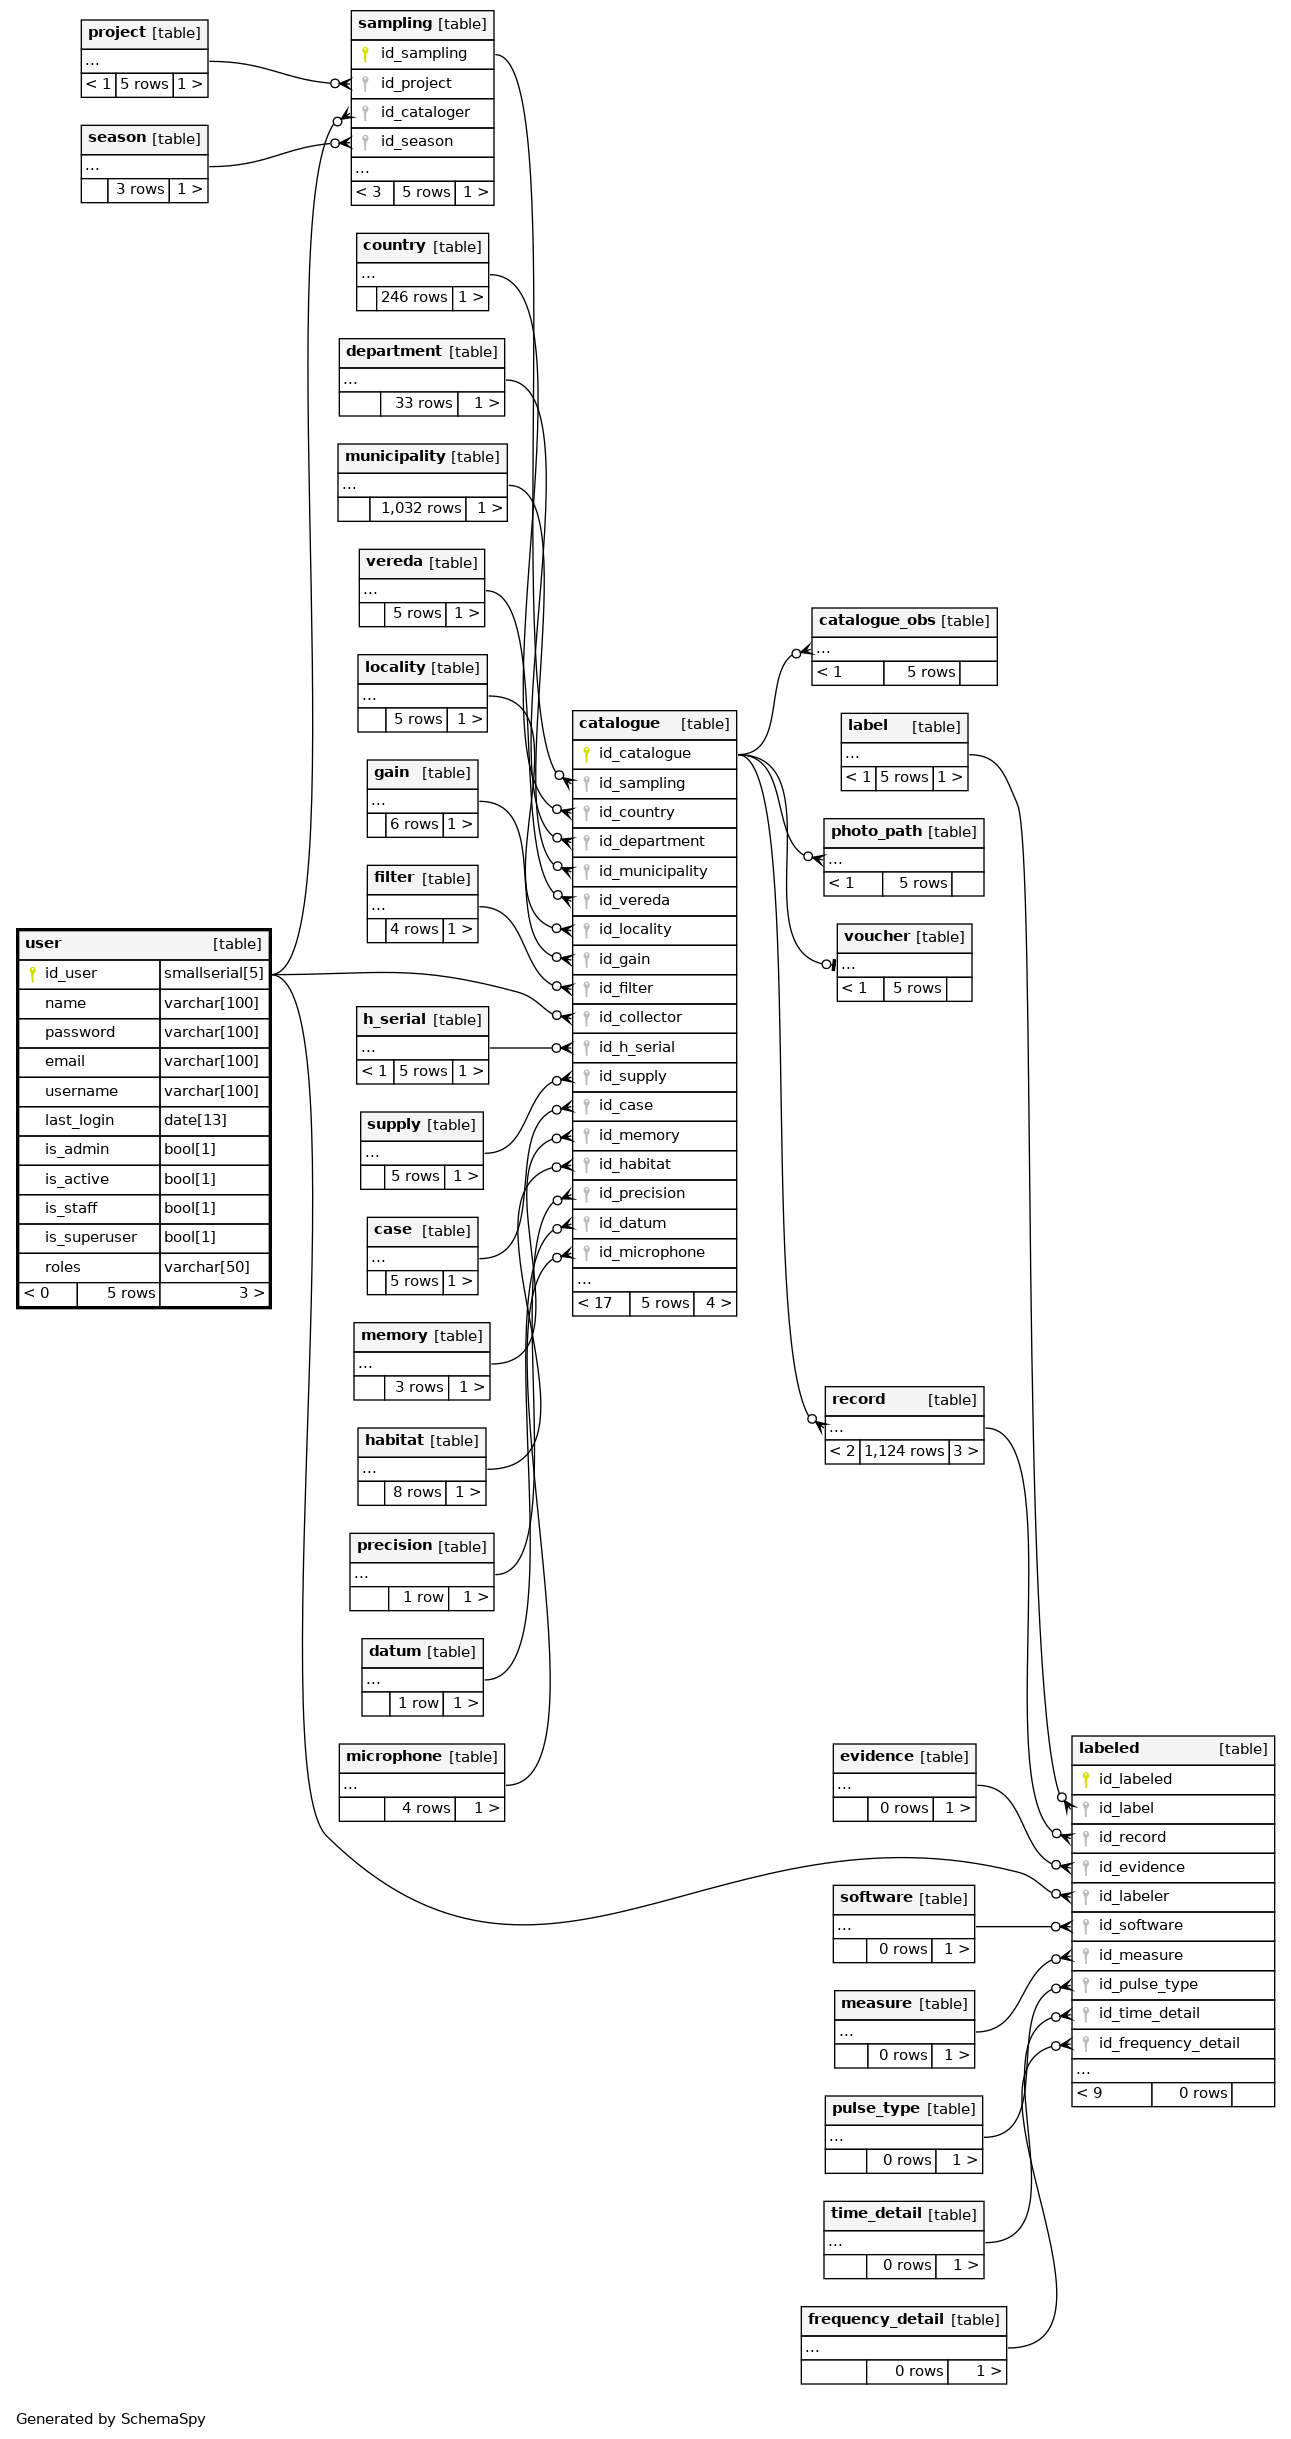 project [table]
...
< 1 5 rows 1 >
season [table]
...
3 rows 1 >
sampling [table]
id_sampling
id_project
id_cataloger
id_season
...
< 3 5 rows 1 >
country [table]
...
246 rows 1 >
department [table]
...
33 rows 1 >
municipality [table]
...
1,032 rows 1 >
vereda [table]
...
5 rows 1 >
locality [table]
...
5 rows 1 >
gain [table]
...
6 rows 1 >
filter [table]
...
4 rows 1 >
user [table]
id_user smallserial[5]
name varchar[100]
password varchar[100]
email varchar[100]
username varchar[100]
last_login date[13]
is_admin bool[1]
is_active bool[1]
is_staff bool[1]
is_superuser bool[1]
roles varchar[50]
< 0 5 rows 3 >
h_serial [table]
...
< 1 5 rows 1 >
supply [table]
...
5 rows 1 >
case [table]
...
5 rows 1 >
memory [table]
...
3 rows 1 >
habitat [table]
...
8 rows 1 >
precision [table]
...
1 row 1 >
datum [table]
...
1 row 1 >
microphone [table]
...
4 rows 1 >
catalogue [table]
id_catalogue
id_sampling
id_country
id_department
id_municipality
id_vereda
id_locality
id_gain
id_filter
id_collector
id_h_serial
id_supply
id_case
id_memory
id_habitat
id_precision
id_datum
id_microphone
...
< 17 5 rows 4 >
catalogue_obs [table]
...
< 1 5 rows
label [table]
...
< 1 5 rows 1 >
photo_path [table]
...
< 1 5 rows
voucher [table]
...
< 1 5 rows
record [table]
...
< 2 1,124 rows 3 >
evidence [table]
...
0 rows 1 >
software [table]
...
0 rows 1 >
measure [table]
...
0 rows 1 >
pulse_type [table]
...
0 rows 1 >
time_detail [table]
...
0 rows 1 >
frequency_detail [table]
...
0 rows 1 >
labeled [table]
id_labeled
id_label
id_record
id_evidence
id_labeler
id_software
id_measure
id_pulse_type
id_time_detail
id_frequency_detail
...
< 9 0 rows
Generated by SchemaSpy